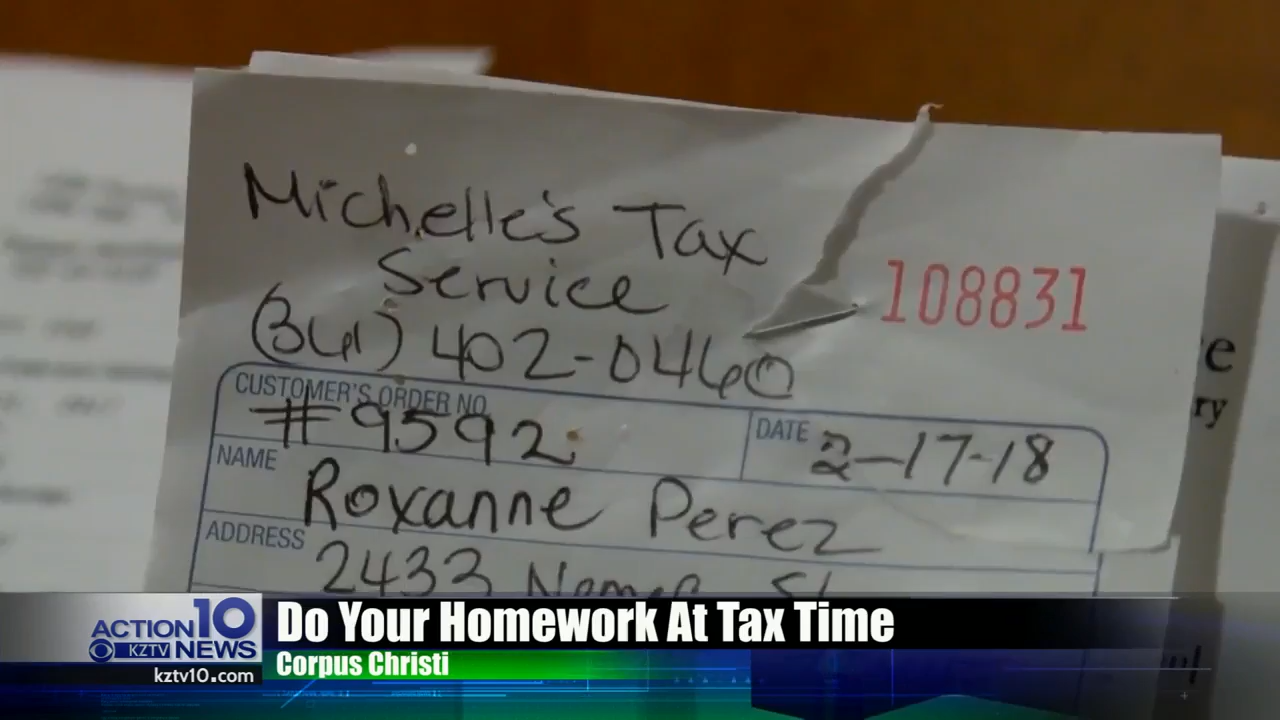 Michelle's Tax
Service
108831
(361) 402-0460
CUSTOMER'S ORDER NO.
#9592
DATE 2-17-18
NAME
Roxanne Perez
ADDRESS
2433
e
ry
ACTION 10 NEWS
KZTV
kztv10.com
Do Your Homework At Tax Time
Corpus Christi